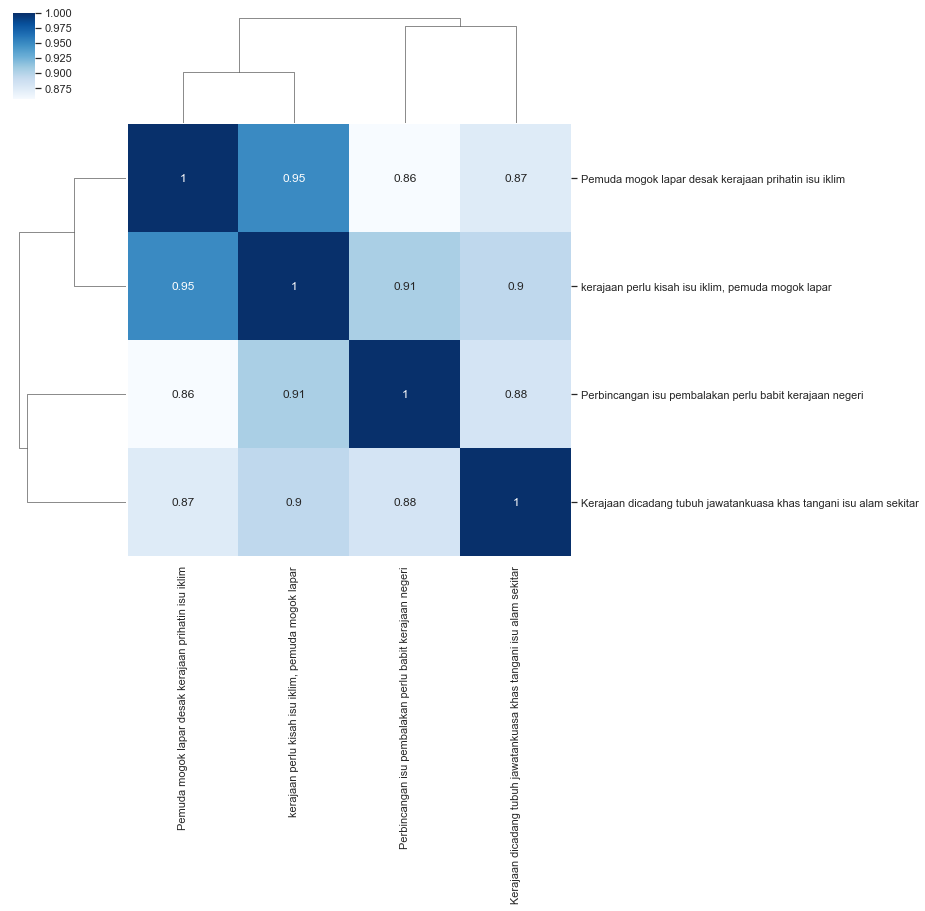 1.000
0.975
0.950
0.925
0.900
0.875
1 0.95 0.86 0.87 Pemuda mogok lapar desak kerajaan prihatin isu iklim
0.95 1 0.91 0.9 kerajaan perlu kisah isu iklim, pemuda mogok lapar
0.86 0.91 1 0.88 Perbincangan isu pembalakan perlu babit kerajaan negeri
0.87 0.9 0.88 1 Kerajaan dicadang tubuh jawatankuasa khas tangani isu alam sekitar
Pemuda mogok lapar desak kerajaan prihatin isu iklim
kerajaan perlu kisah isu iklim, pemuda mogok lapar
Perbincangan isu pembalakan perlu babit kerajaan negeri
Kerajaan dicadang tubuh jawatankuasa khas tangani isu alam sekitar